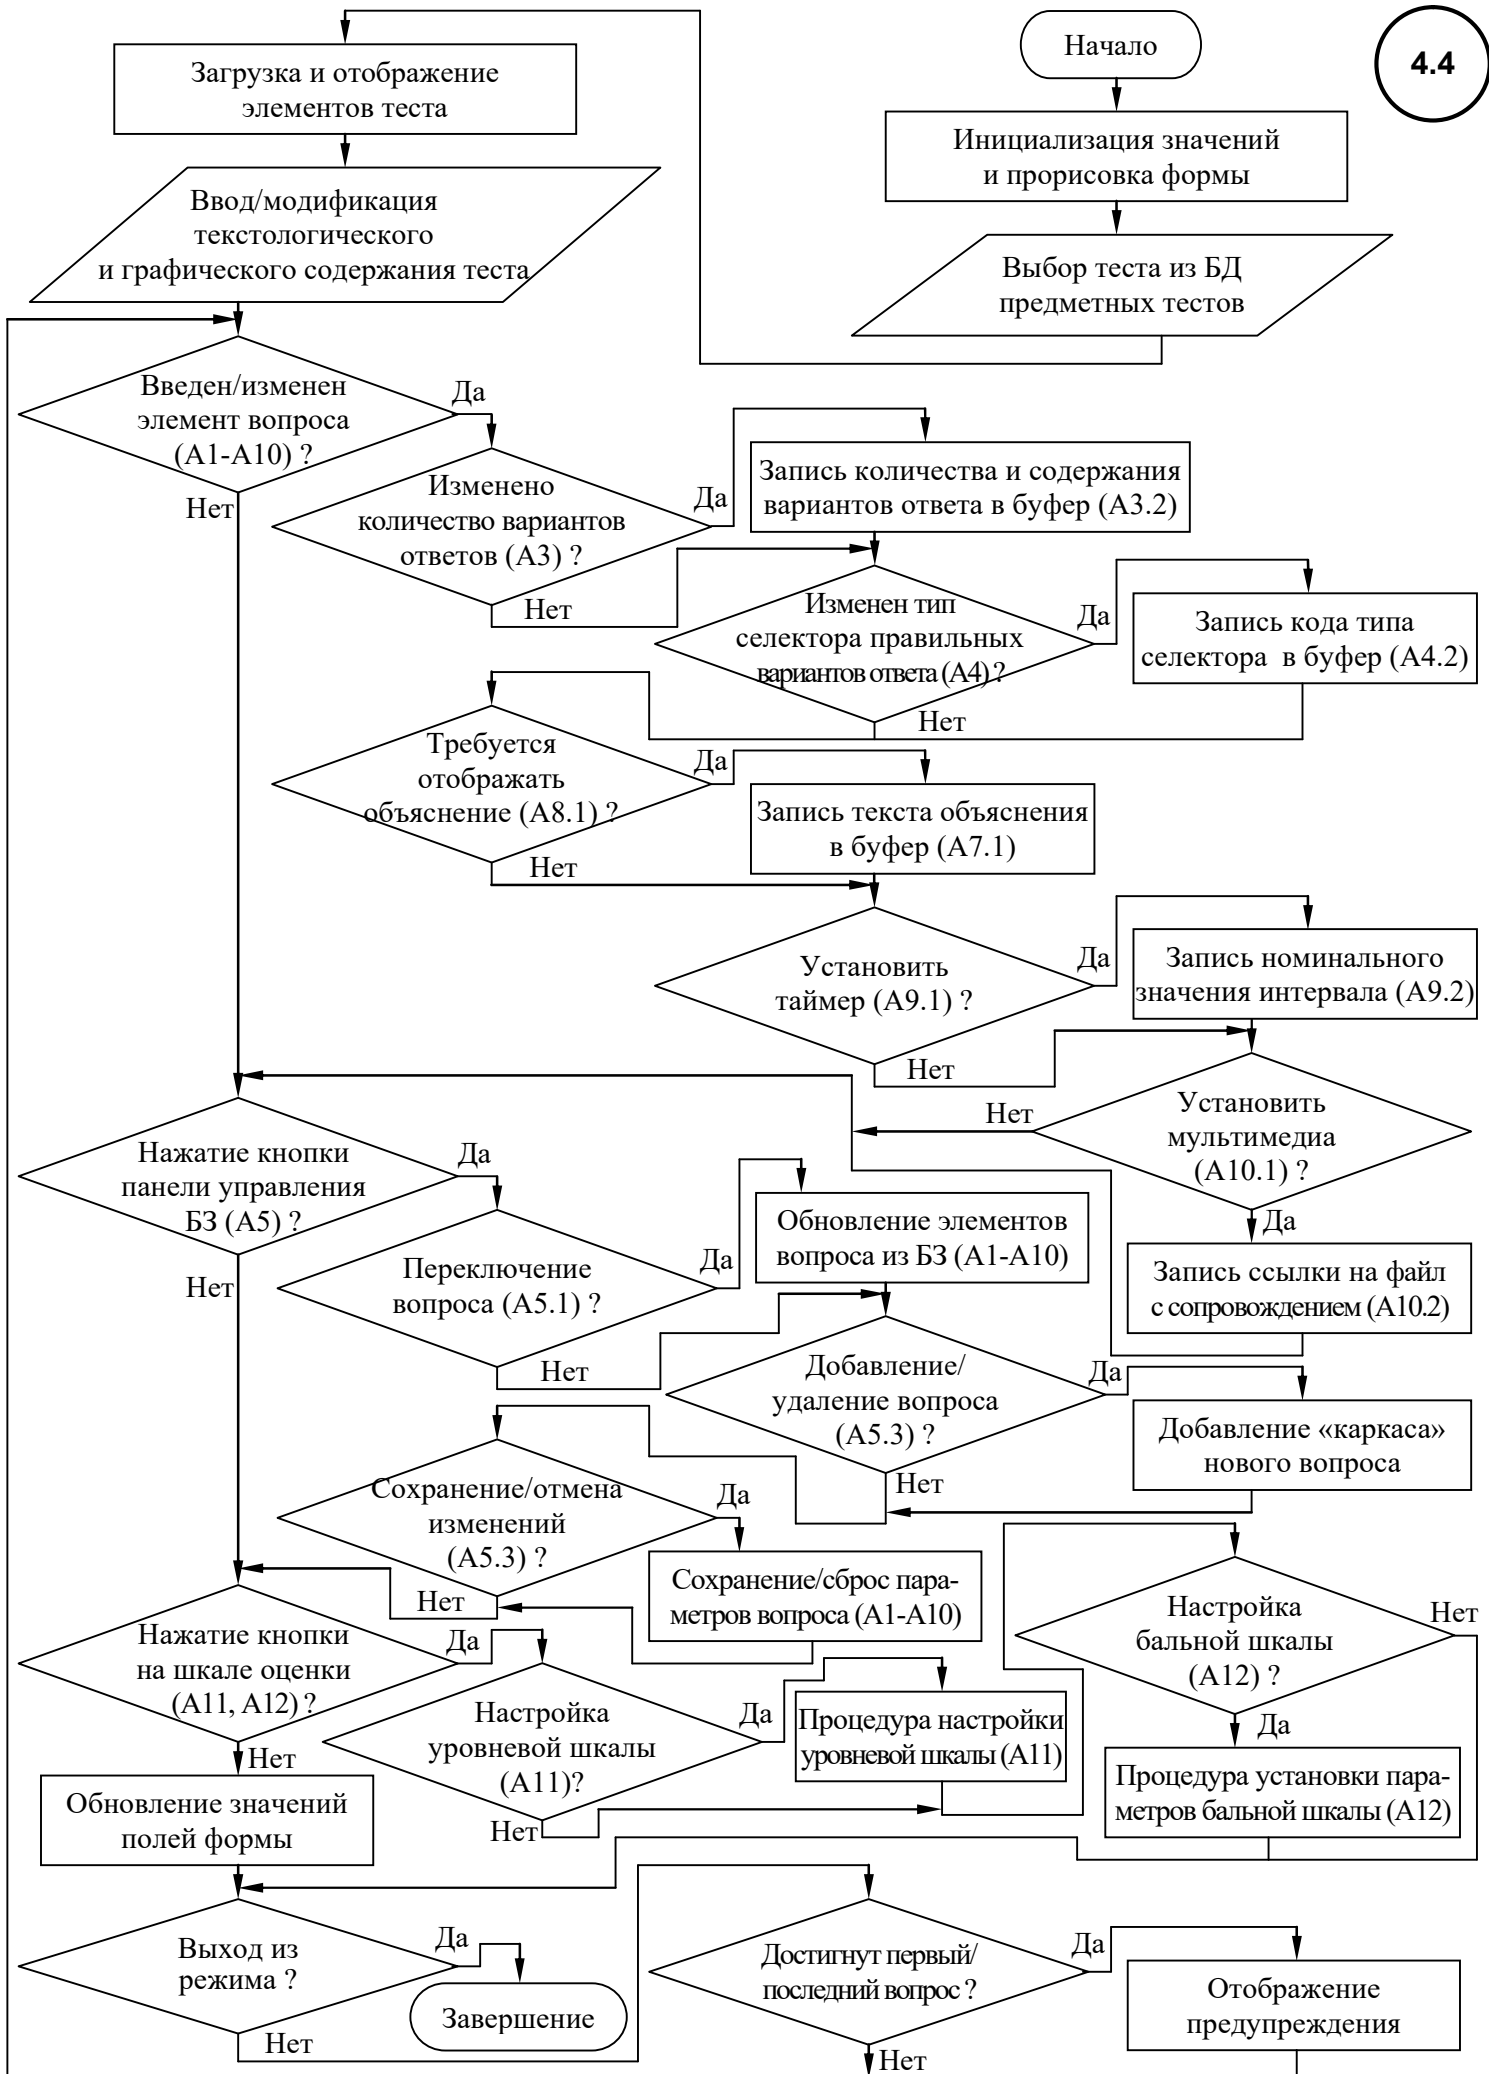 Начало
4.4
Загрузка и отображение
элементов теста
Инициализация значений
и прорисовка формы
Ввод/модификация
текстологического
и графического содержания теста
Выбор теста из БД
предметных тестов
Введен/изменен
элемент вопроса
(А1-А10) ?
Да
Нет
Изменено
количество вариантов
ответов (А3) ?
Да
Нет
Запись количества и содержания
вариантов ответа в буфер (А3.2)
Изменен тип
селектора правильных
вариантов ответа (А4) ?
Да
Нет
Запись кода типа
селектора в буфер (А4.2)
Требуется
отображать
объяснение (А8.1) ?
Да
Нет
Запись текста объяснения
в буфер (А7.1)
Установить
таймер (А9.1) ?
Да
Нет
Запись номинального
значения интервала (А9.2)
Установить
мультимедиа
(А10.1) ?
Нет
Да
Запись ссылки на файл
с сопровождением (А10.2)
Нажатие кнопки
панели управления
БЗ (А5) ?
Да
Нет
Переключение
вопроса (А5.1) ?
Да
Нет
Обновление элементов
вопроса из БЗ (А1-А10)
Добавление/
удаление вопроса
(А5.3) ?
Да
Нет
Добавление «каркаса»
нового вопроса
Сохранение/отмена
изменений
(А5.3) ?
Да
Нет
Сохранение/сброс пара-
метров вопроса (А1-А10)
Нажатие кнопки
на шкале оценки
(А11, А12) ?
Да
Нет
Настройка
уровневой шкалы
(А11)?
Да
Нет
Процедура настройки
уровневой шкалы (А11)
Настройка
бальной шкалы
(А12) ?
Нет
Да
Процедура установки пара-
метров бальной шкалы (А12)
Обновление значений
полей формы
Выход из
режима ?
Да
Нет
Завершение
Достигнут первый/
последний вопрос ?
Да
Нет
Отображение
предупреждения